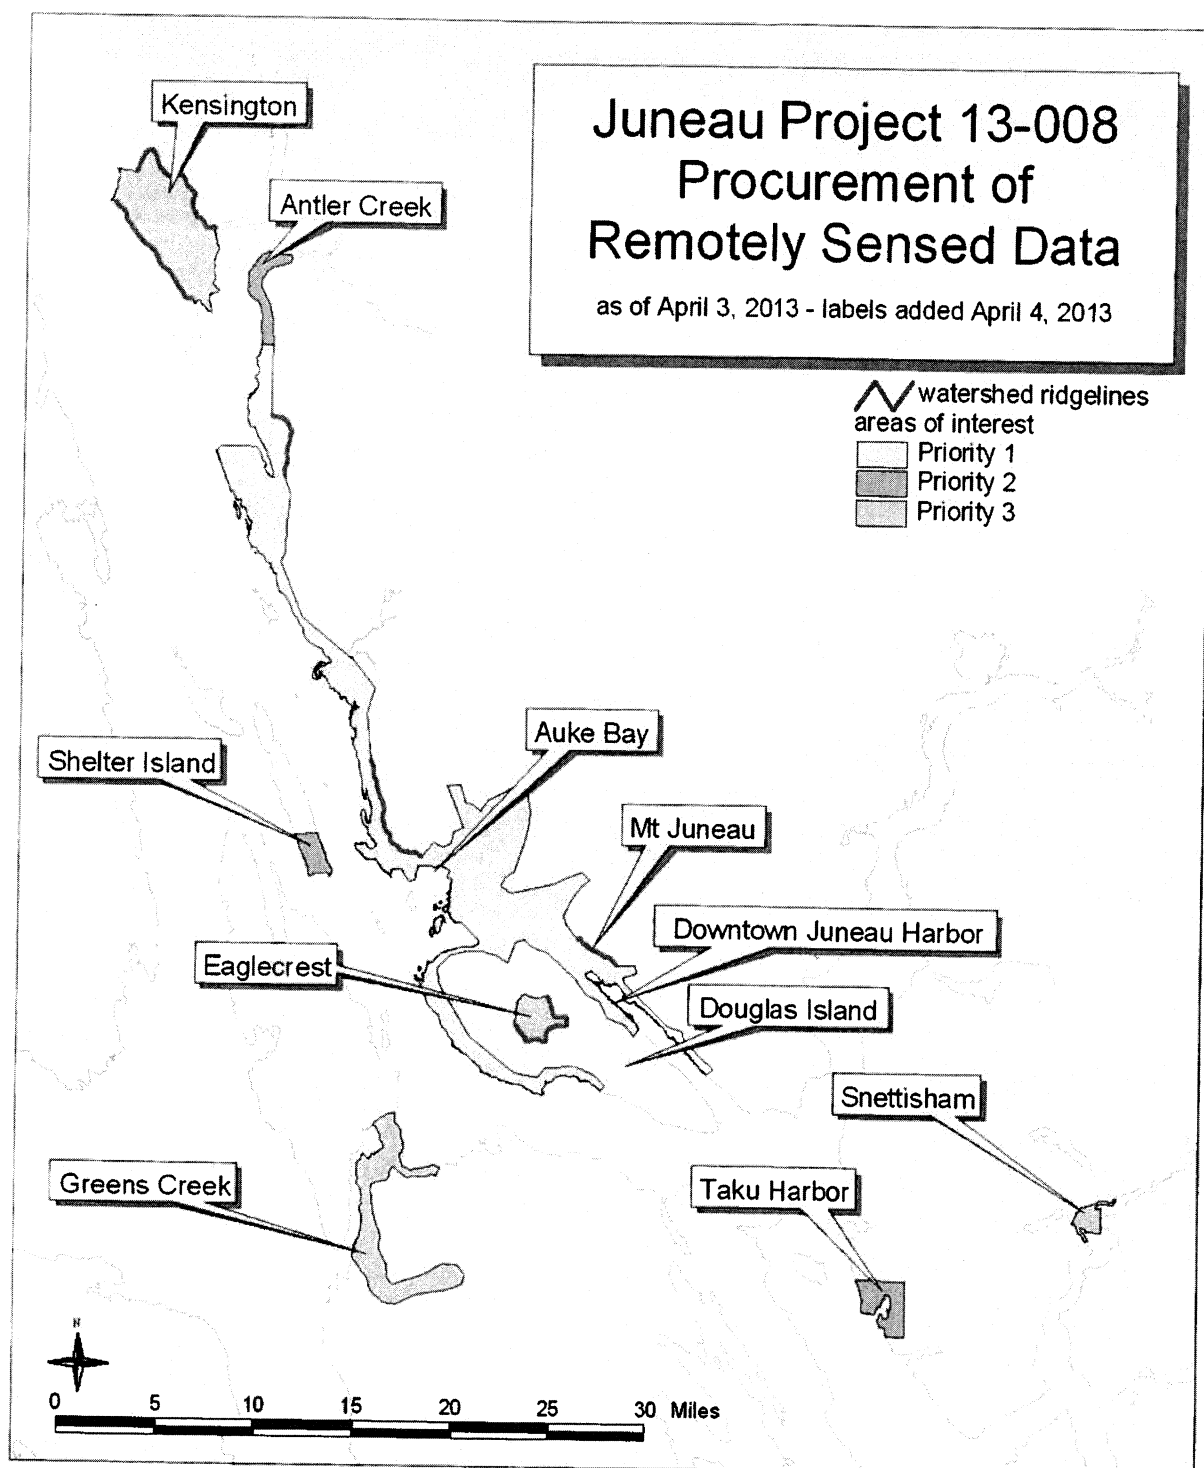 Kensington
Juneau Project 13-008
Procurement of
Remotely Sensed Data
as of April 3, 2013 - labels added April 4, 2013
Antler Creek
watershed ridgelines
areas of interest
Priority 1
Priority 2
Priority 3
Auke Bay
Shelter Island
Mt Juneau
Downtown Juneau Harbor
Eaglecrest
Douglas Island
Snettisham
Greens Creek
Taku Harbor
N
0 5 10 15 20 25 30 Miles